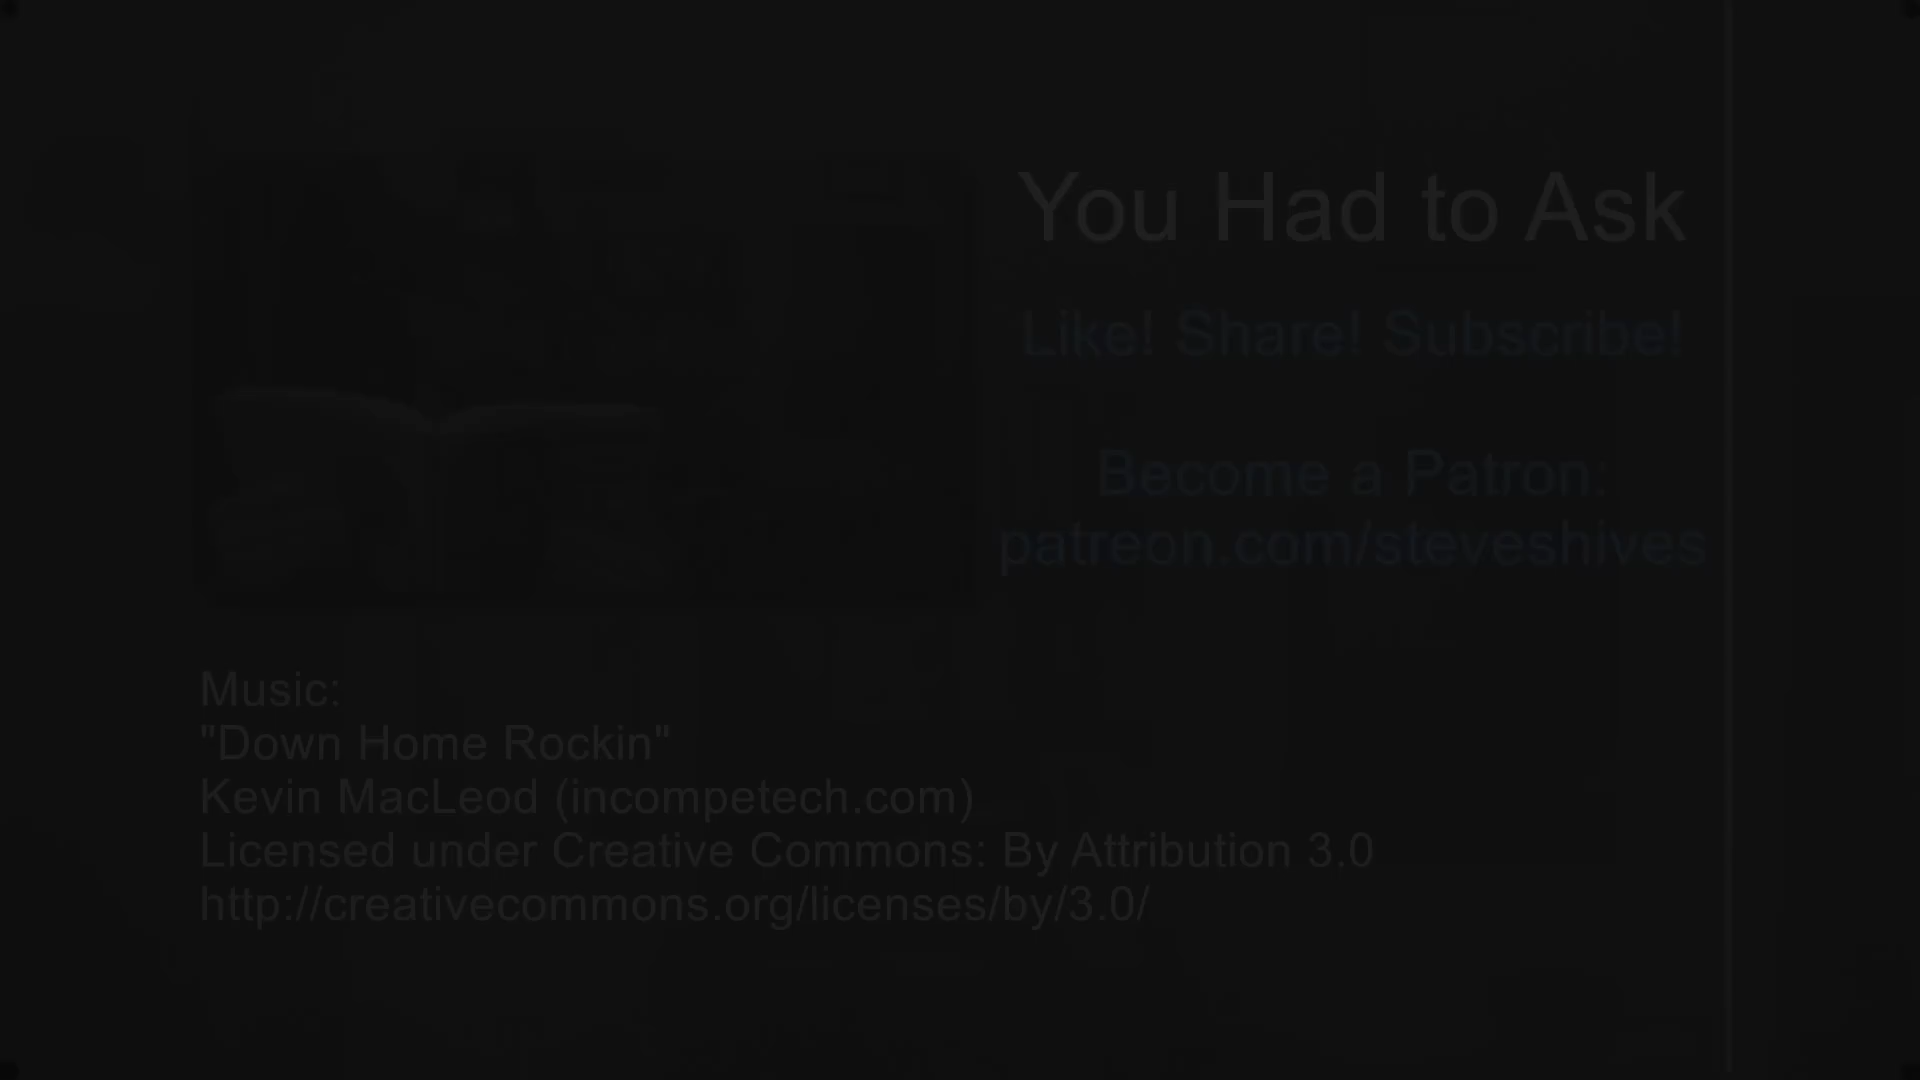 You Had to Ask
Like! Share! Subscribe!
Become a Patron:
patreon.com/steveshives
Music:
"Down Home Rockin"
Kevin MacLeod (incompetech.com)
Licensed under Creative Commons: By Attribution 3.0
http://creativecommons.org/licenses/by/3.0/